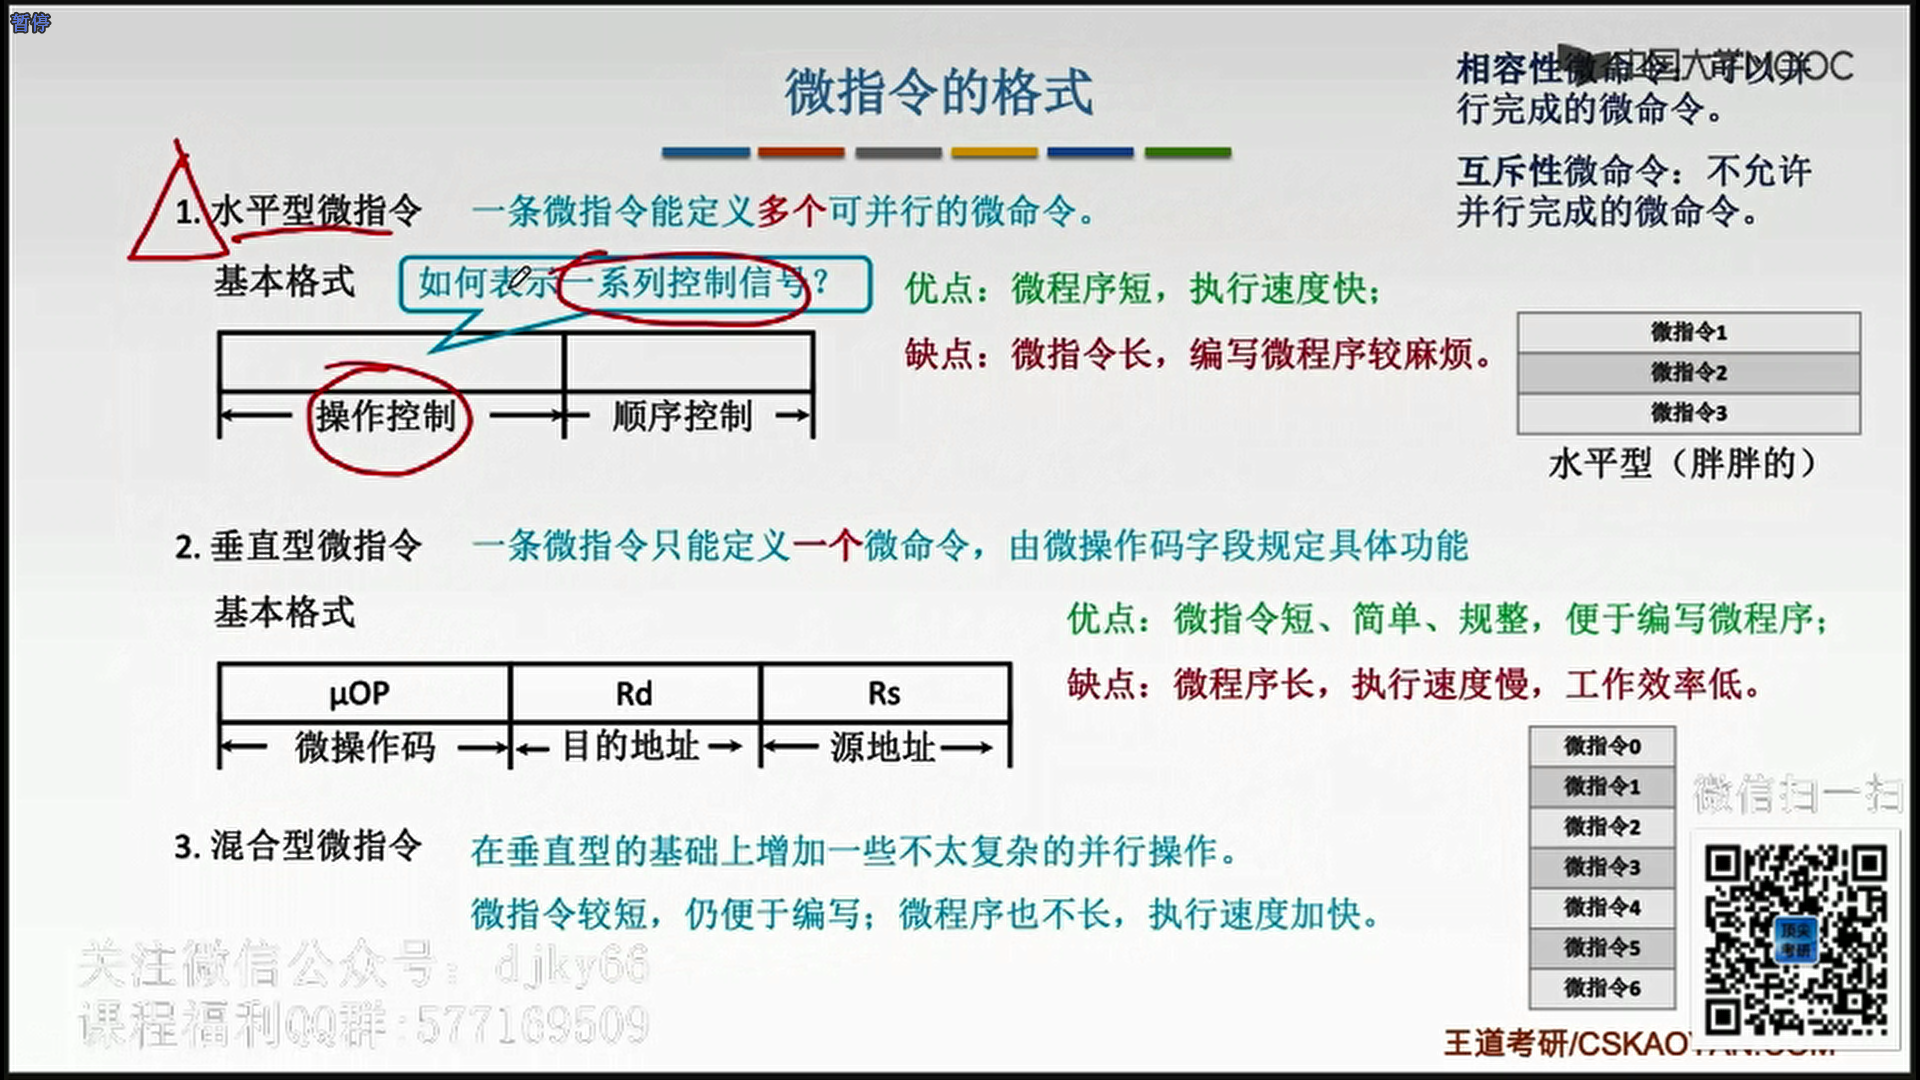 暂停
微指令的格式
中国大学MOOC
相容性微命令：可以并
行完成的微命令。
互斥性微命令：不允许
并行完成的微命令。
1. 水平型微指令 一条微指令能定义多个可并行的微命令。
基本格式 如何表示一系列控制信号？
优点：微程序短，执行速度快；
缺点：微指令长，编写微程序较麻烦。
操作控制 顺序控制
微指令1
微指令2
微指令3
水平型（胖胖的）
2. 垂直型微指令 一条微指令只能定义一个微命令，由微操作码字段规定具体功能
基本格式
优点：微指令短、简单、规整，便于编写微程序；
缺点：微程序长，执行速度慢，工作效率低。
μOP Rd Rs
微操作码 目的地址 源地址
微指令0
微指令1
微指令2
微指令3
微指令4
微指令5
微指令6
3. 混合型微指令 在垂直型的基础上增加一些不太复杂的并行操作。
微指令较短，仍便于编写；微程序也不长，执行速度加快。
微信扫一扫
顶尖
考研
关注微信公众号：djky66
课程福利QQ群:577169509
王道考研/CSKAOYAN.COM